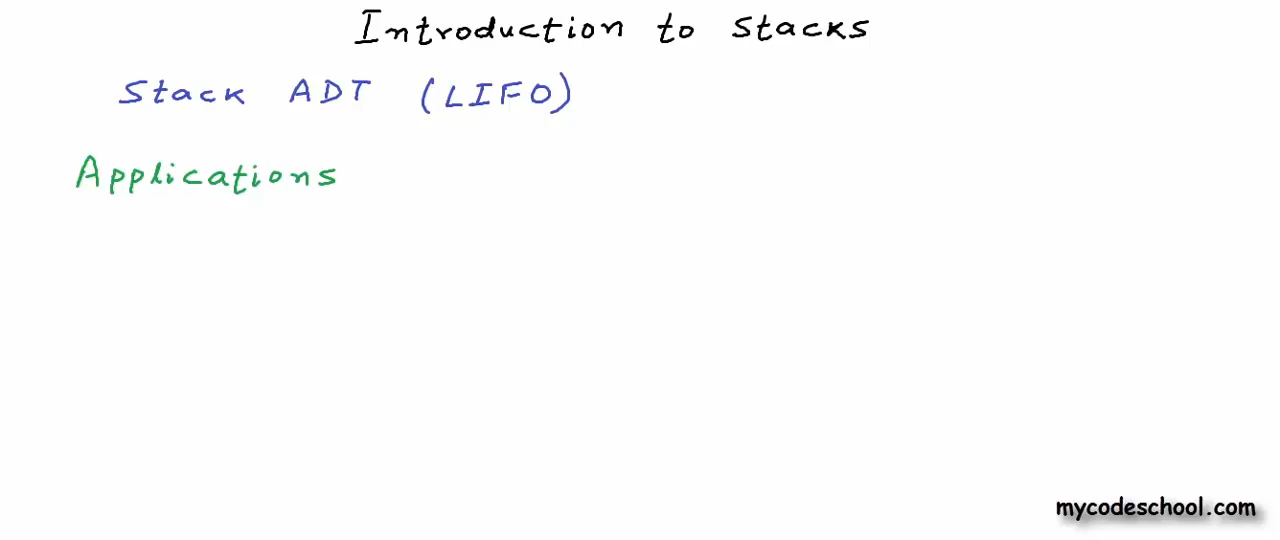 Introduction to Stacks
Stack ADT (LIFO)
Applications
mycodeschool.com